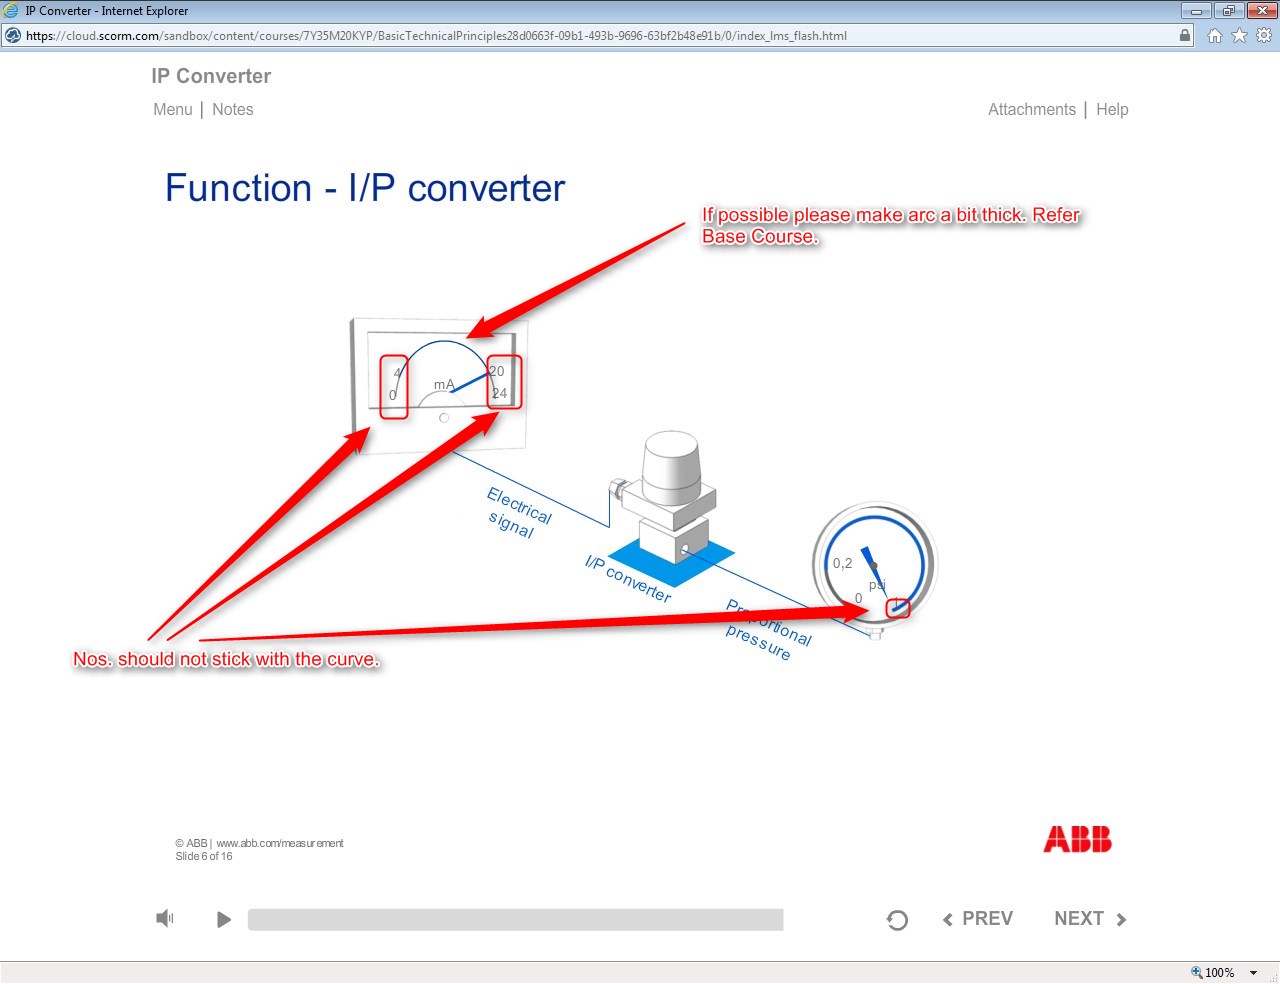 IP Converter - Internet Explorer
https://cloud.scorm.com/sandbox/content/courses/7Y35M20KYP/BasicTechnicalPrinciples28d0663f-09b1-493b-9696-63bf2b48e91b/0/index_lms_flash.html
IP Converter
Menu | Notes
Attachments | Help
Function - I/P converter
If possible please make arc a bit thick. Refer
Base Course.
4
20
mA
0
24
Electrical
signal
I/P converter
Proportional
pressure
0,2
psi
0
1
Nos. should not stick with the curve.
© ABB | www.abb.com/measurement
Slide 6 of 16
ABB
PREV
NEXT
100%